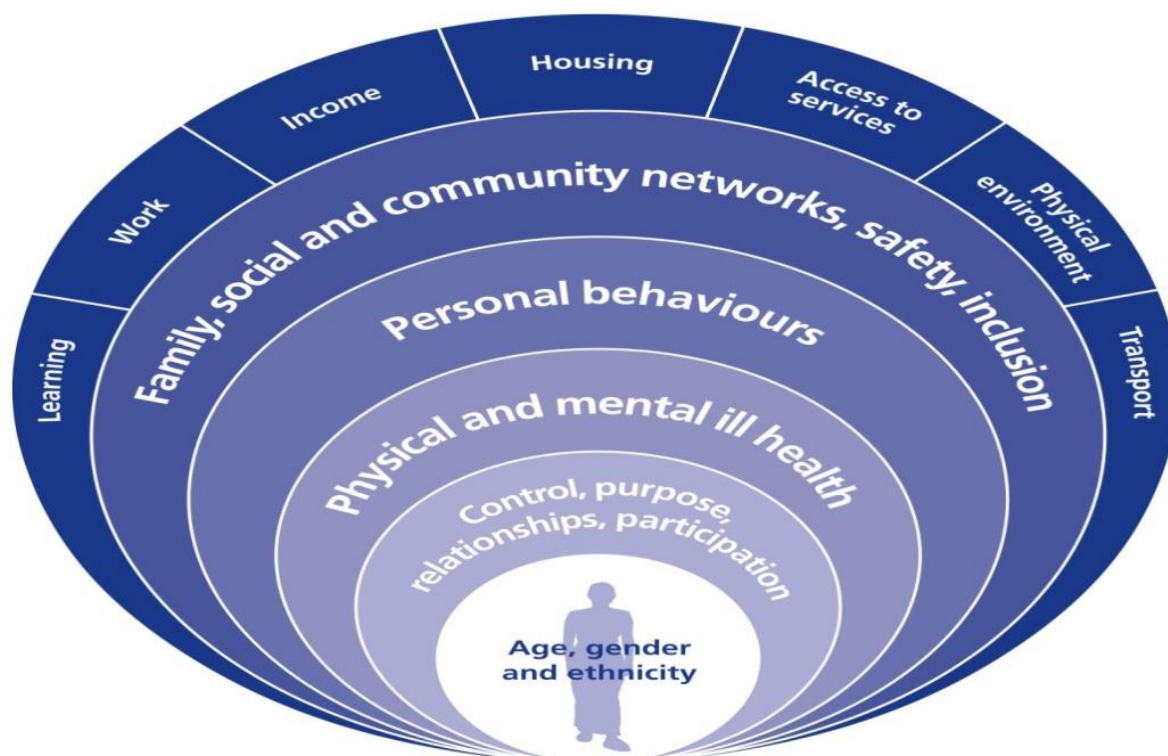 Learning
Work
Income
Housing
Access to
services
Physical
environment
Transport
Family, social and community networks, safety, inclusion
Personal behaviours
Physical and mental ill health
Control, purpose,
relationships, participation
Age, gender
and ethnicity